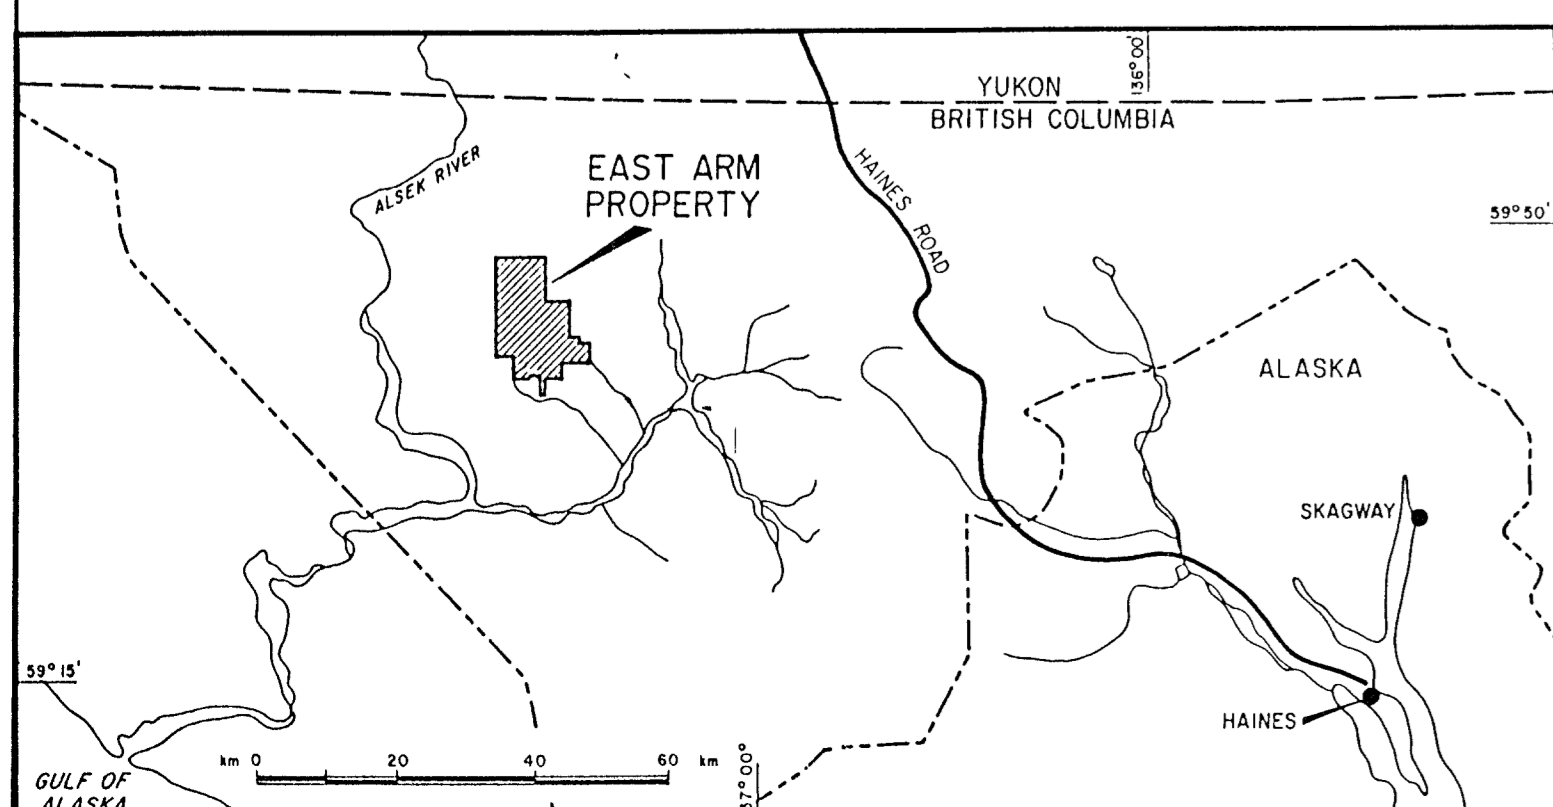 136°00'
YUKON
BRITISH COLUMBIA
ALSEK RIVER
EAST ARM
PROPERTY
HAINES ROAD
59°50'
ALASKA
SKAGWAY
59°15'
HAINES
km 0 20 40 60 km
37°00'
GULF OF
ALASKA